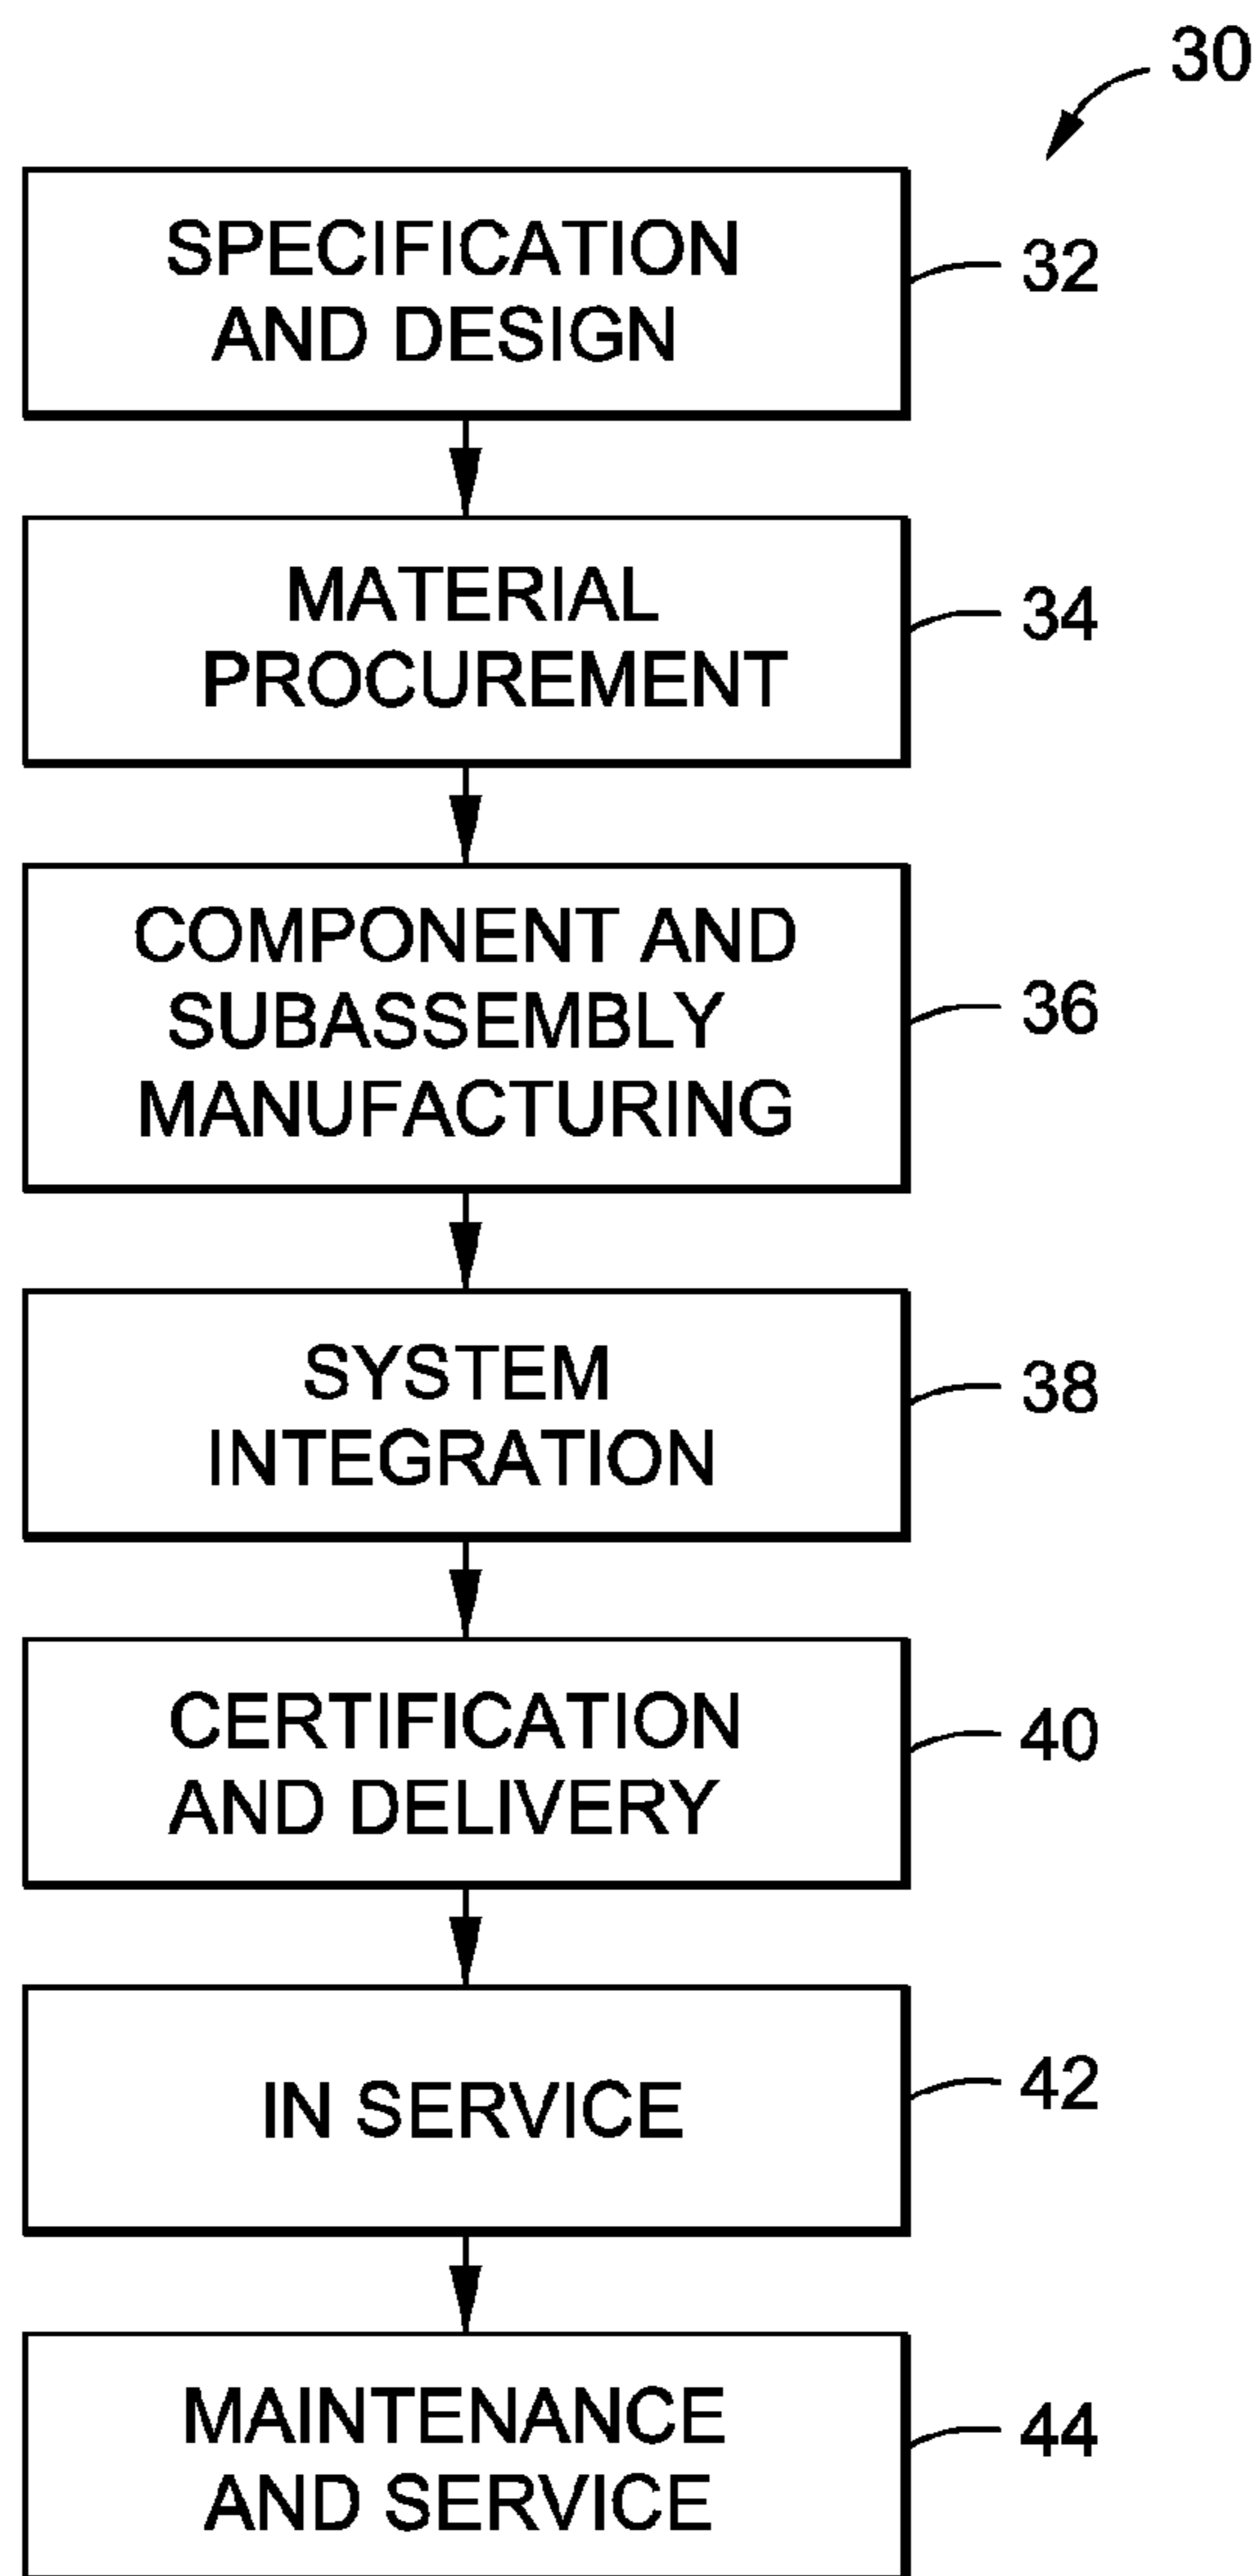 30
SPECIFICATION
AND DESIGN
32
MATERIAL
PROCUREMENT
34
COMPONENT AND
SUBASSEMBLY
MANUFACTURING
36
SYSTEM
INTEGRATION
38
CERTIFICATION
AND DELIVERY
40
IN SERVICE
42
MAINTENANCE
AND SERVICE
44